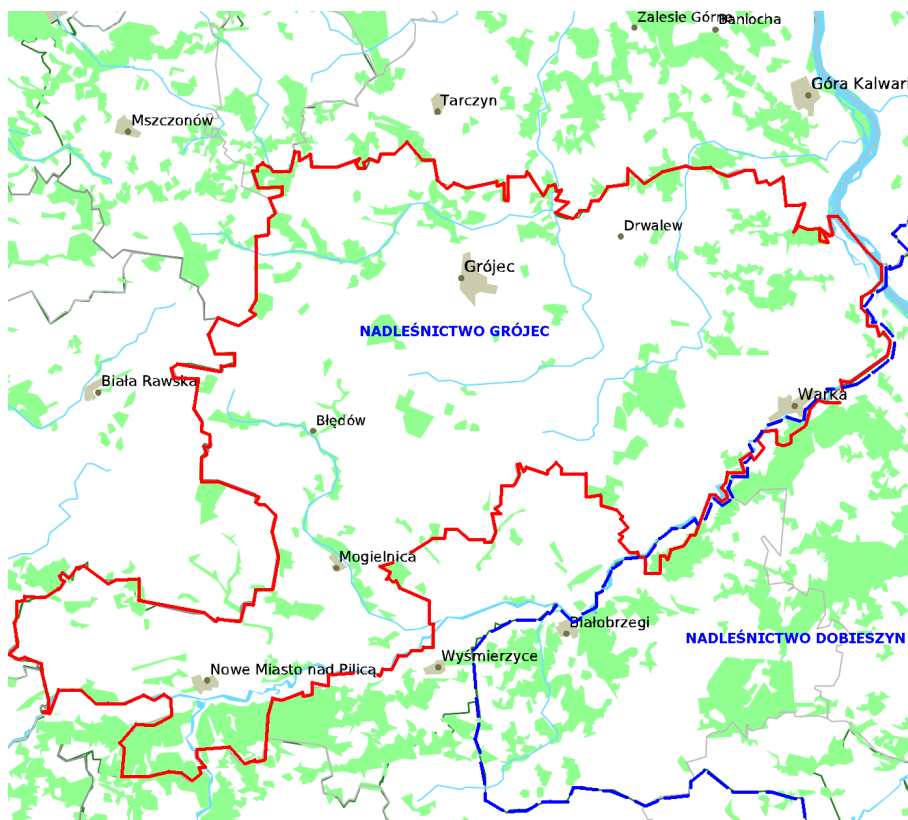 Zalesie Górne
Baniocha
Góra Kalwari
Tarczyn
Mszczonów
Drwalew
Grójec
NADLEŚNICTWO GRÓJEC
Biała Rawska
Warka
Błędów
Mogielnica
Białobrzegi
NADLEŚNICTWO DOBIESZYN
Wyśmierzyce
Nowe Miasto nad Pilicą